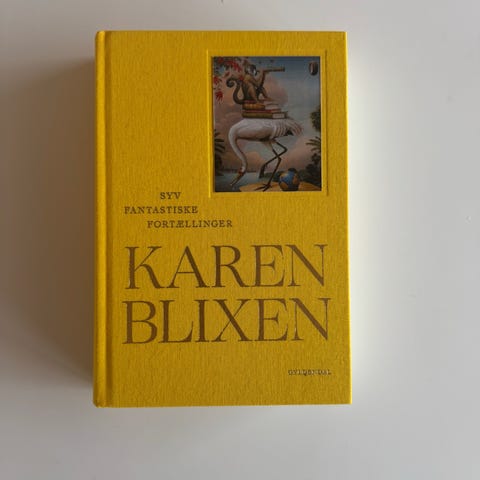 SYV
FANTASTISKE
FORTÆLLINGER
KAREN
BLIXEN
GYLDENDAL